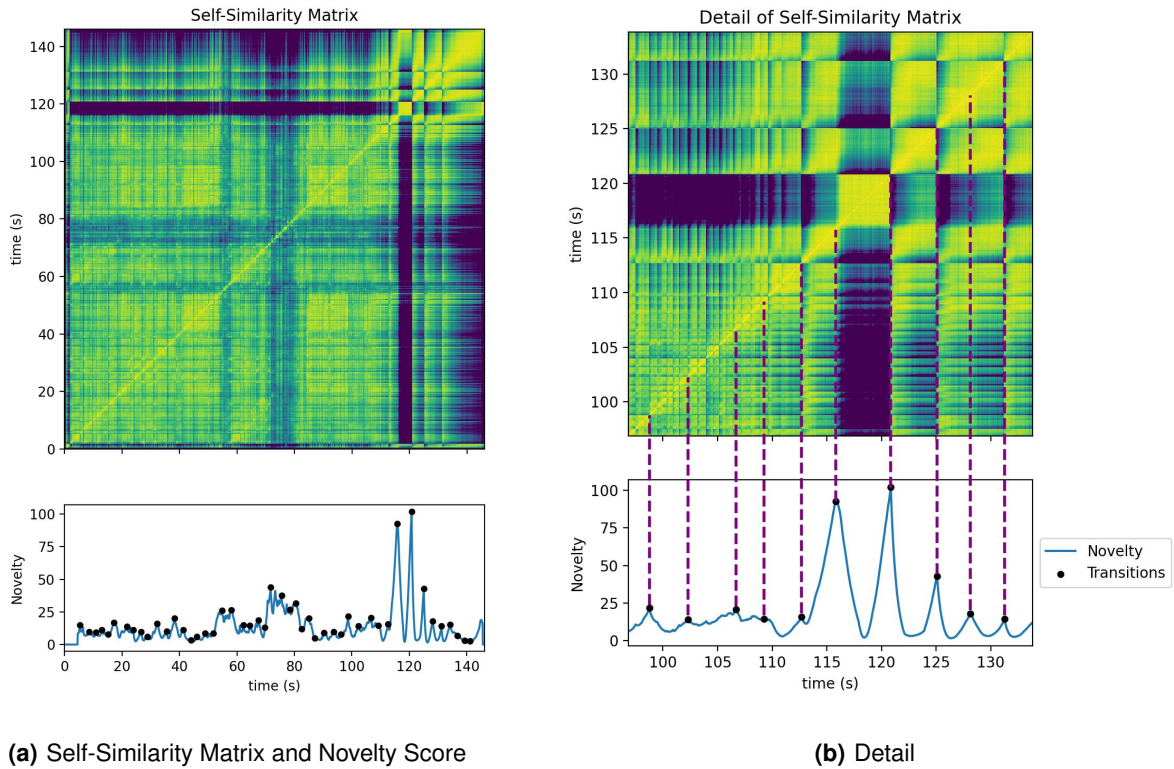 Self-Similarity Matrix
140
120
100
80
60
40
20
0
time (s)
100
75
50
25
0
Novelty
0 20 40 60 80 100 120 140
time (s)
(a) Self-Similarity Matrix and Novelty Score
Detail of Self-Similarity Matrix
130
125
120
115
110
105
100
time (s)
100
75
50
25
0
Novelty
100 105 110 115 120 125 130
time (s)
Novelty
Transitions
(b) Detail